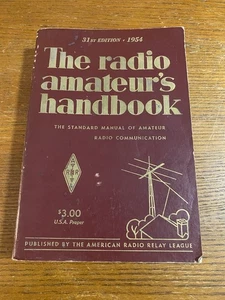 31ST EDITION · 1954
The radio
amateur's
handbook
THE STANDARD MANUAL OF AMATEUR
RADIO COMMUNICATION
$3.00
U.S.A. Proper
PUBLISHED BY THE AMERICAN RADIO RELAY LEAGUE